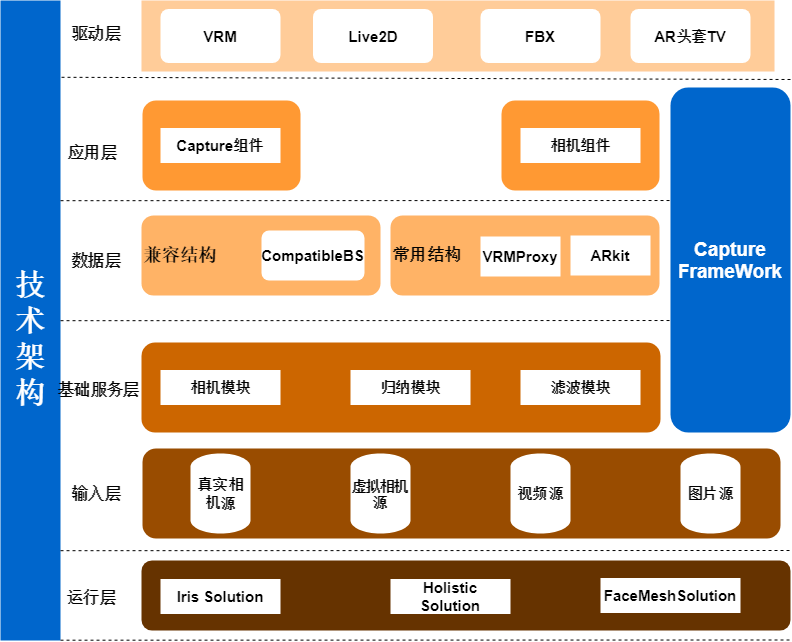 技术架构
驱动层
VRM
Live2D
FBX
AR头套TV
应用层
Capture组件
相机组件
Capture
FrameWork
数据层
兼容结构
CompatibleBS
常用结构
VRMProxy
ARkit
基础服务层
相机模块
归纳模块
滤波模块
输入层
真实相
机源
虚拟相机
源
视频源
图片源
运行层
Iris Solution
Holistic
Solution
FaceMeshSolution